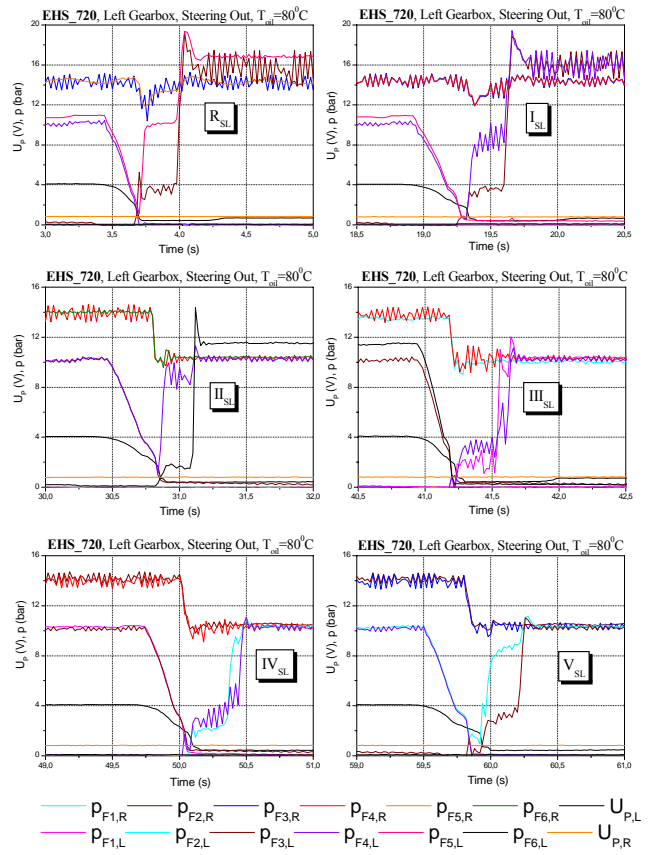 EHS_720, Left Gearbox, Steering Out, T_oil=80⁰C
EHS_720, Left Gearbox, Steering Out, T_oil=80⁰C
20
16
12
8
4
0
U_P (V), p (bar)
R_SL
3,0 3,5 4,0 4,5 5,0
Time (s)
20
16
12
8
4
0
U_P (V), p (bar)
I_SL
18,5 19,0 19,5 20,0 20,5
Time (s)
EHS_720, Left Gearbox, Steering Out, T_oil=80⁰C
EHS_720, Left Gearbox, Steering Out, T_oil=80⁰C
16
12
8
4
0
U_P (V), p (bar)
II_SL
30,0 30,5 31,0 31,5 32,0
Time (s)
16
12
8
4
0
U_P (V), p (bar)
III_SL
40,5 41,0 41,5 42,0 42,5
Time (s)
EHS_720, Left Gearbox, Steering Out, T_oil=80⁰C
EHS_720, Left Gearbox, Steering Out, T_oil=80⁰C
16
12
8
4
0
U_P (V), p (bar)
IV_SL
49,0 49,5 50,0 50,5 51,0
Time (s)
16
12
8
4
0
U_P (V), p (bar)
V_SL
59,0 59,5 60,0 60,5 61,0
Time (s)
p_F1,R p_F2,R p_F3,R p_F4,R p_F5,R p_F6,R U_P,L
p_F1,L p_F2,L p_F3,L p_F4,L p_F5,L p_F6,L U_P,R